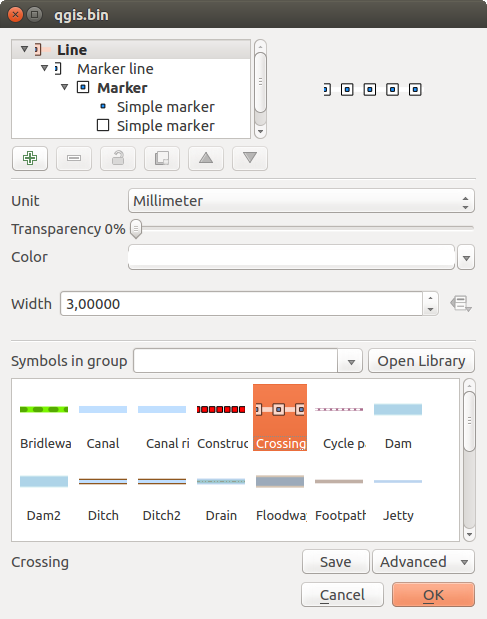 qgis.bin
Line
Marker line
Marker
Simple marker
Simple marker
Unit
Millimeter
Transparency 0%
Color
Width
3,00000
Symbols in group
Open Library
Bridlewa
Canal
Canal ri
Construc
Crossing
Cycle pa
Dam
Dam2
Ditch
Ditch2
Drain
Floodway
Footpath
Jetty
Crossing
Save
Advanced
Cancel
OK